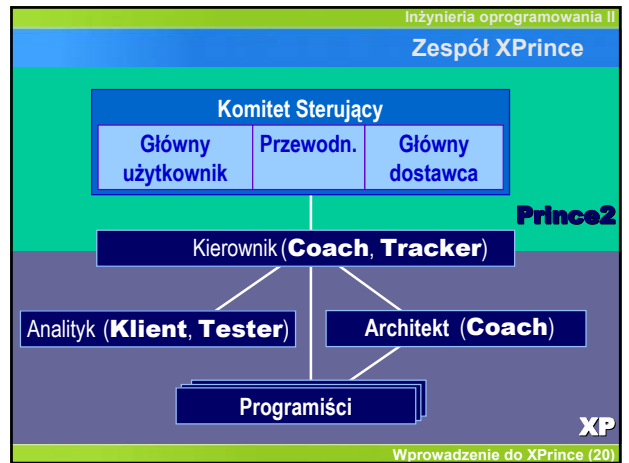 Inżynieria oprogramowania II
Zespół XPrince
Komitet Sterujący
Główny użytkownik
Przewodn.
Główny dostawca
Prince2
Kierownik (Coach, Tracker)
Analityk (Klient, Tester)
Architekt (Coach)
Programiści
XP
Wprowadzenie do XPrince (20)